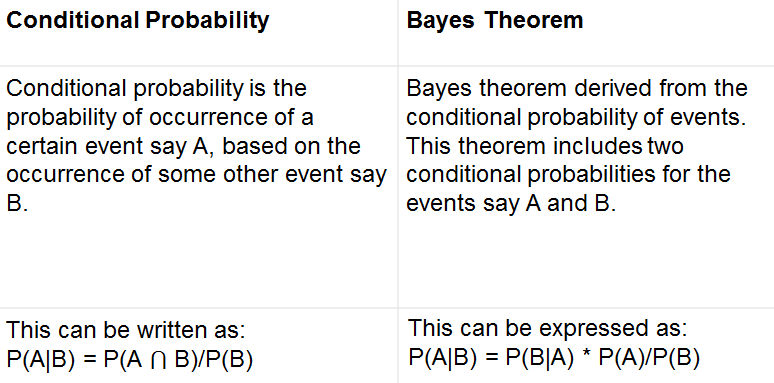 Conditional Probability
Bayes Theorem
Conditional probability is the
probability of occurrence of a
certain event say A, based on the
occurrence of some other event say
B.
Bayes theorem derived from the
conditional probability of events.
This theorem includes two
conditional probabilities for the
events say A and B.
This can be written as:
P(A|B) = P(A ⋂ B)/P(B)
This can be expressed as:
P(A|B) = P(B|A) * P(A)/P(B)